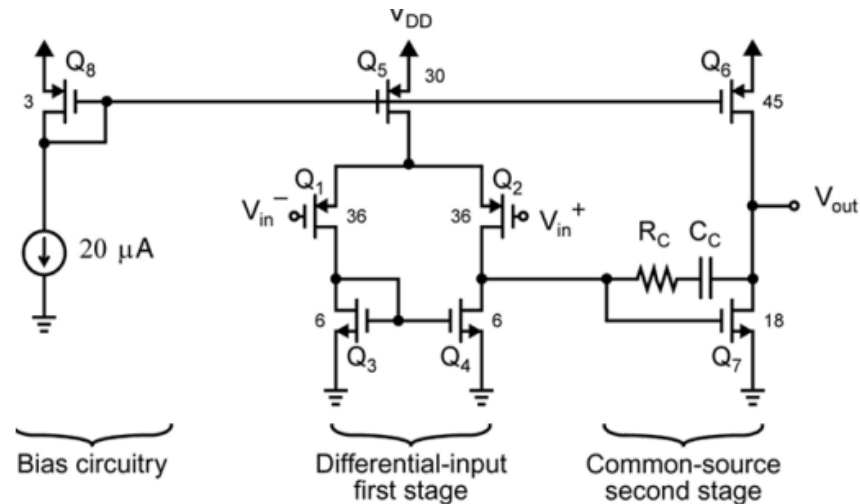 V_DD
Q_8
Q_5
30
Q_6
3
45
Q_1
Q_2
V_in^-
36
36
V_in^+
V_out
R_C
C_C
20 μA
6
6
18
Q_3
Q_4
Q_7
Bias circuitry
Differential-input
first stage
Common-source
second stage